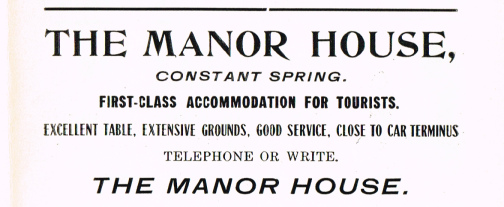 THE MANOR HOUSE,
CONSTANT SPRING.
FIRST-CLASS ACCOMMODATION FOR TOURISTS.
EXCELLENT TABLE, EXTENSIVE GROUNDS, GOOD SERVICE, CLOSE TO CAR TERMINUS
TELEPHONE OR WRITE.
THE MANOR HOUSE.